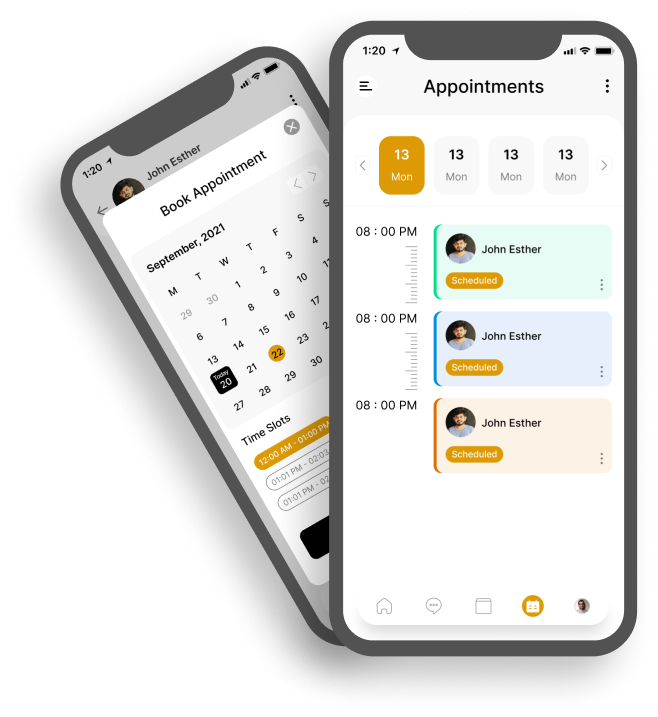 1:20
John Esther
Book Appointment
September, 2021
M T W T F S S
29 30 1 2 3 4
6 7 8 9 10 11
13 14 15 16 17
Today
20 21 22 23
27 28 29 30
Time Slots
12:00 AM - 01:00 PM
01:01 PM - 02:03
01:01 PM - 02
1:20
Appointments
13 13 13 13
Mon Mon Mon Mon
08 : 00 PM
John Esther
Scheduled
08 : 00 PM
John Esther
Scheduled
08 : 00 PM
John Esther
Scheduled